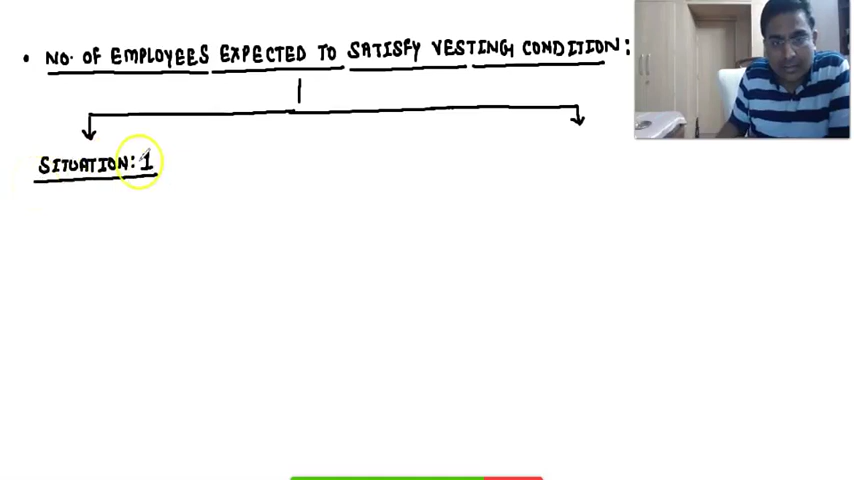 • NO. OF EMPLOYEES EXPECTED TO SATISFY VESTING CONDITION:
SITUATION: 1